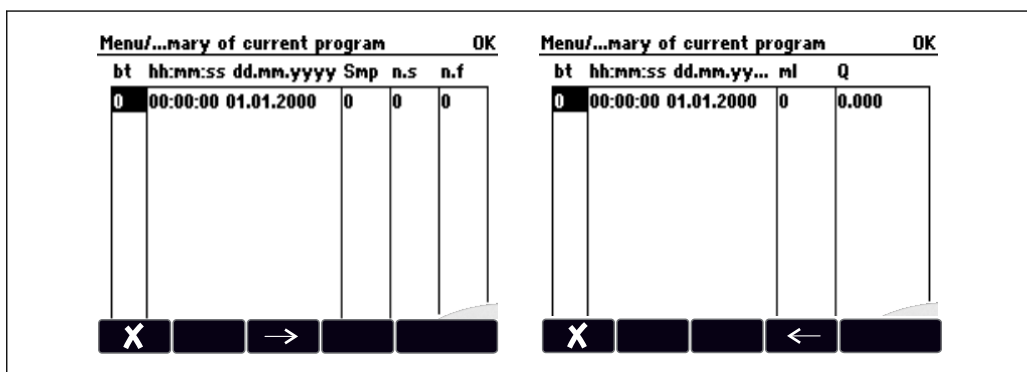 Menu/...mary of current program OK
bt hh:mm:ss dd.mm.yyyy Smp n.s n.f
0 00:00:00 01.01.2000 0 0 0
X →
Menu/...mary of current program OK
bt hh:mm:ss dd.mm.yy... ml Q
0 00:00:00 01.01.2000 0 0.000
X ←